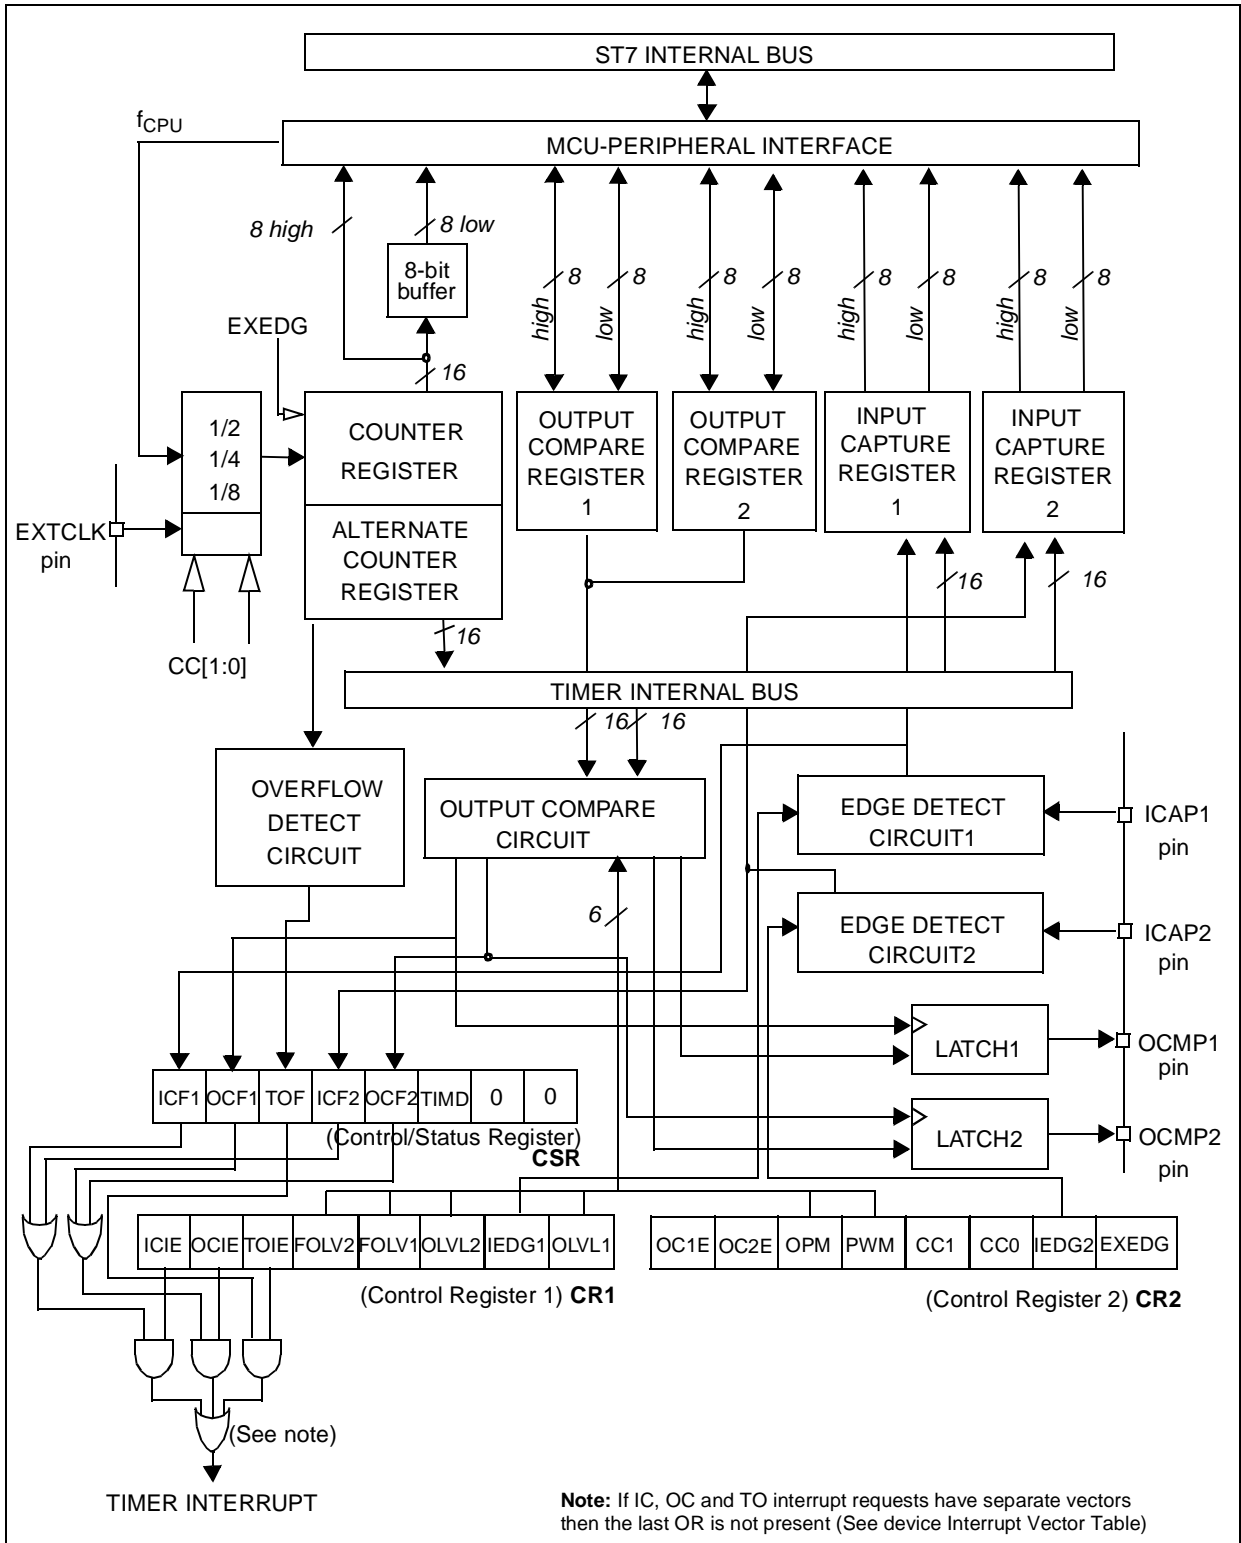 ST7 INTERNAL BUS
fCPU
MCU-PERIPHERAL INTERFACE
8 high
8 low
8-bit
buffer
high
8
low
8
high
8
low
8
high
8
low
8
high
8
low
8
EXEDG
16
1/2
1/4
1/8
COUNTER
REGISTER
ALTERNATE
COUNTER
REGISTER
OUTPUT
COMPARE
REGISTER
1
OUTPUT
COMPARE
REGISTER
2
INPUT
CAPTURE
REGISTER
1
INPUT
CAPTURE
REGISTER
2
EXTCLK
pin
CC[1:0]
16
16
16
TIMER INTERNAL BUS
16
16
OVERFLOW
DETECT
CIRCUIT
OUTPUT COMPARE
CIRCUIT
6
EDGE DETECT
CIRCUIT1
ICAP1
pin
EDGE DETECT
CIRCUIT2
ICAP2
pin
LATCH1
OCMP1
pin
LATCH2
OCMP2
pin
ICF1 OCF1 TOF ICF2 OCF2 TIMD 0 0
(Control/Status Register)
CSR
ICIE OCIE TOIE FOLV2 FOLV1 OLVL2 IEDG1 OLVL1
(Control Register 1) CR1
OC1E OC2E OPM PWM CC1 CC0 IEDG2 EXEDG
(Control Register 2) CR2
(See note)
TIMER INTERRUPT
Note: If IC, OC and TO interrupt requests have separate vectors
then the last OR is not present (See device Interrupt Vector Table)